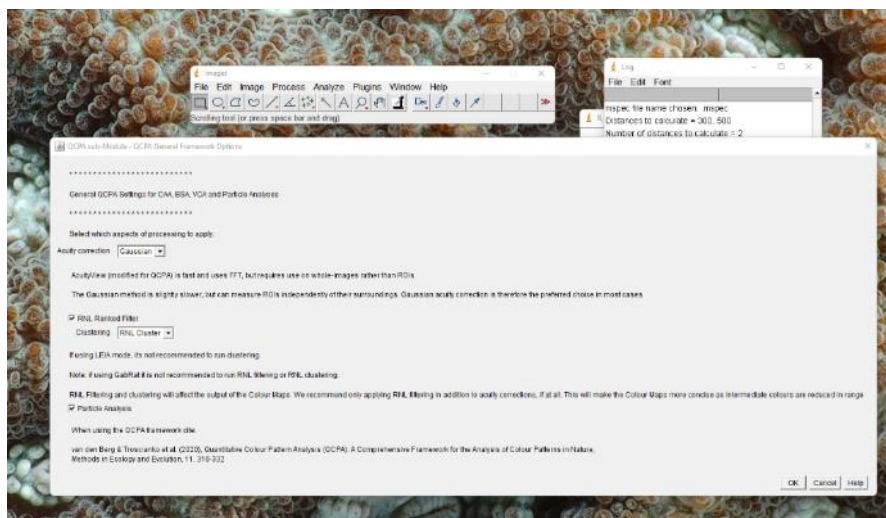 ImageJ
File Edit Image Process Analyze Plugins Window Help
Scrolling tool (or press space bar and drag)
Log
File Edit Font
mspec file name chosen: mspec
Distances to calculate = 300, 500
Number of distances to calculate = 2
QCPA sub-Module - QCPA General Framework Options
* * * * * * * * * * * * * * * * * * * * * * * * *
General QCPA Settings for CAA, BSA, VCA and Particle Analyses
* * * * * * * * * * * * * * * * * * * * * * * * *
Select which aspects of processing to apply:
Acuity correction Gaussian
AcuityView (modified for QCPA) is fast and uses FFT, but requires use on whole-images rather than ROIs
The Gaussian method is slightly slower, but can measure ROIs independently of their surroundings. Gaussian acuity correction is therefore the preferred choice in most cases
RNL Ranked Filter
Clustering RNL Cluster
If using LEIA mode, its not recommended to run clustering.
Note: if using GabRat it is not recommended to run RNL filtering or RNL clustering.
RNL Filtering and clustering will affect the output of the Colour Maps. We recommend only applying RNL filtering in addition to acuity corrections, if at all. This will make the Colour Maps more concise as intermediate colours are reduced in range
Particle Analysis
When using the QCPA framework cite:
van den Berg & Troscianko et al. (2020), Quantitative Colour Pattern Analysis (QCPA): A Comprehensive Framework for the Analysis of Colour Patterns in Nature,
Methods in Ecology and Evolution, 11, 316-332
OK Cancel Help